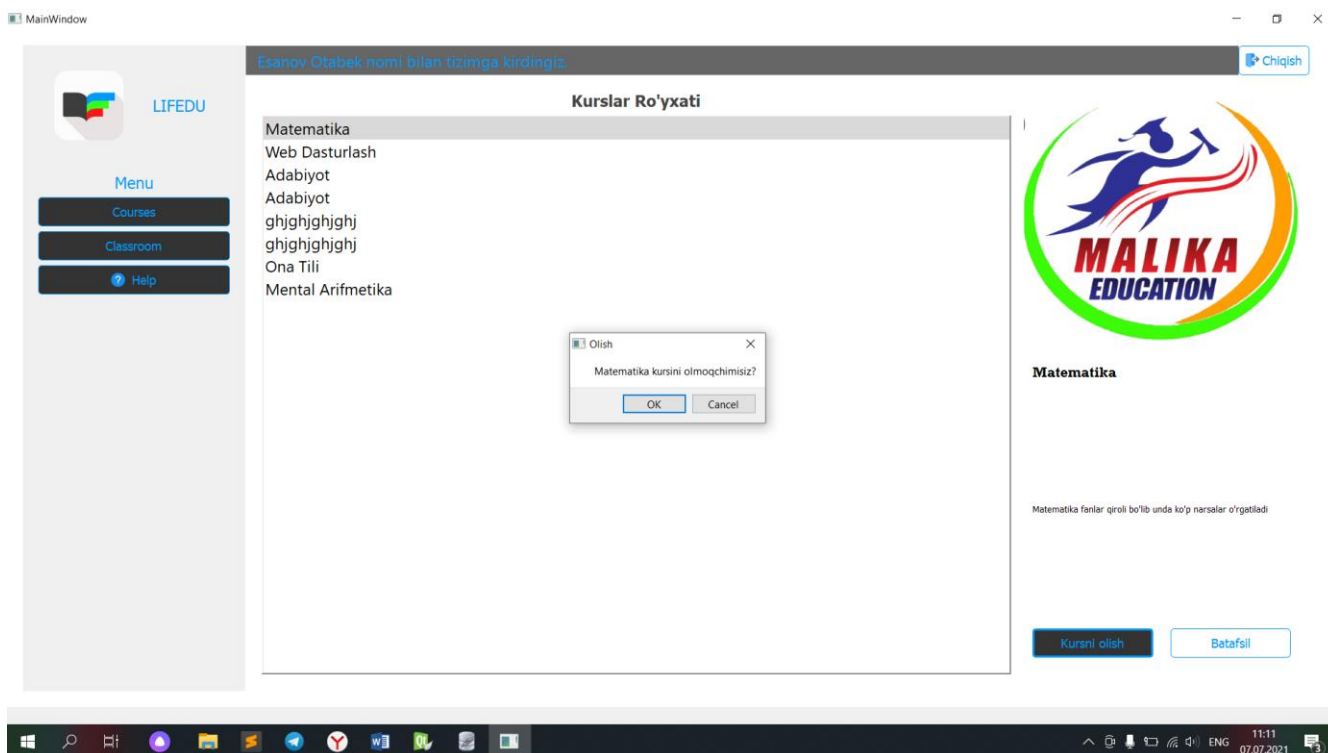 MainWindow
Esanov Otabek nomi bilan tizimga kirdingiz.
Chiqish
LIFEDU
Menu
Courses
Classroom
Help
Kurslar Ro'yxati
Matematika
Web Dasturlash
Adabiyot
Adabiyot
ghjghjghjghj
ghjghjghjghj
Ona Tili
Mental Arifmetika
Olish
Matematika kursini olmoqchimisiz?
OK
Cancel
MALIKA
EDUCATION
Matematika
Matematika fanlar qiroli bo'lib unda ko'p narsalar o'rgatiladi
Kursni olish
Batafsil
ENG
11:11
07.07.2021